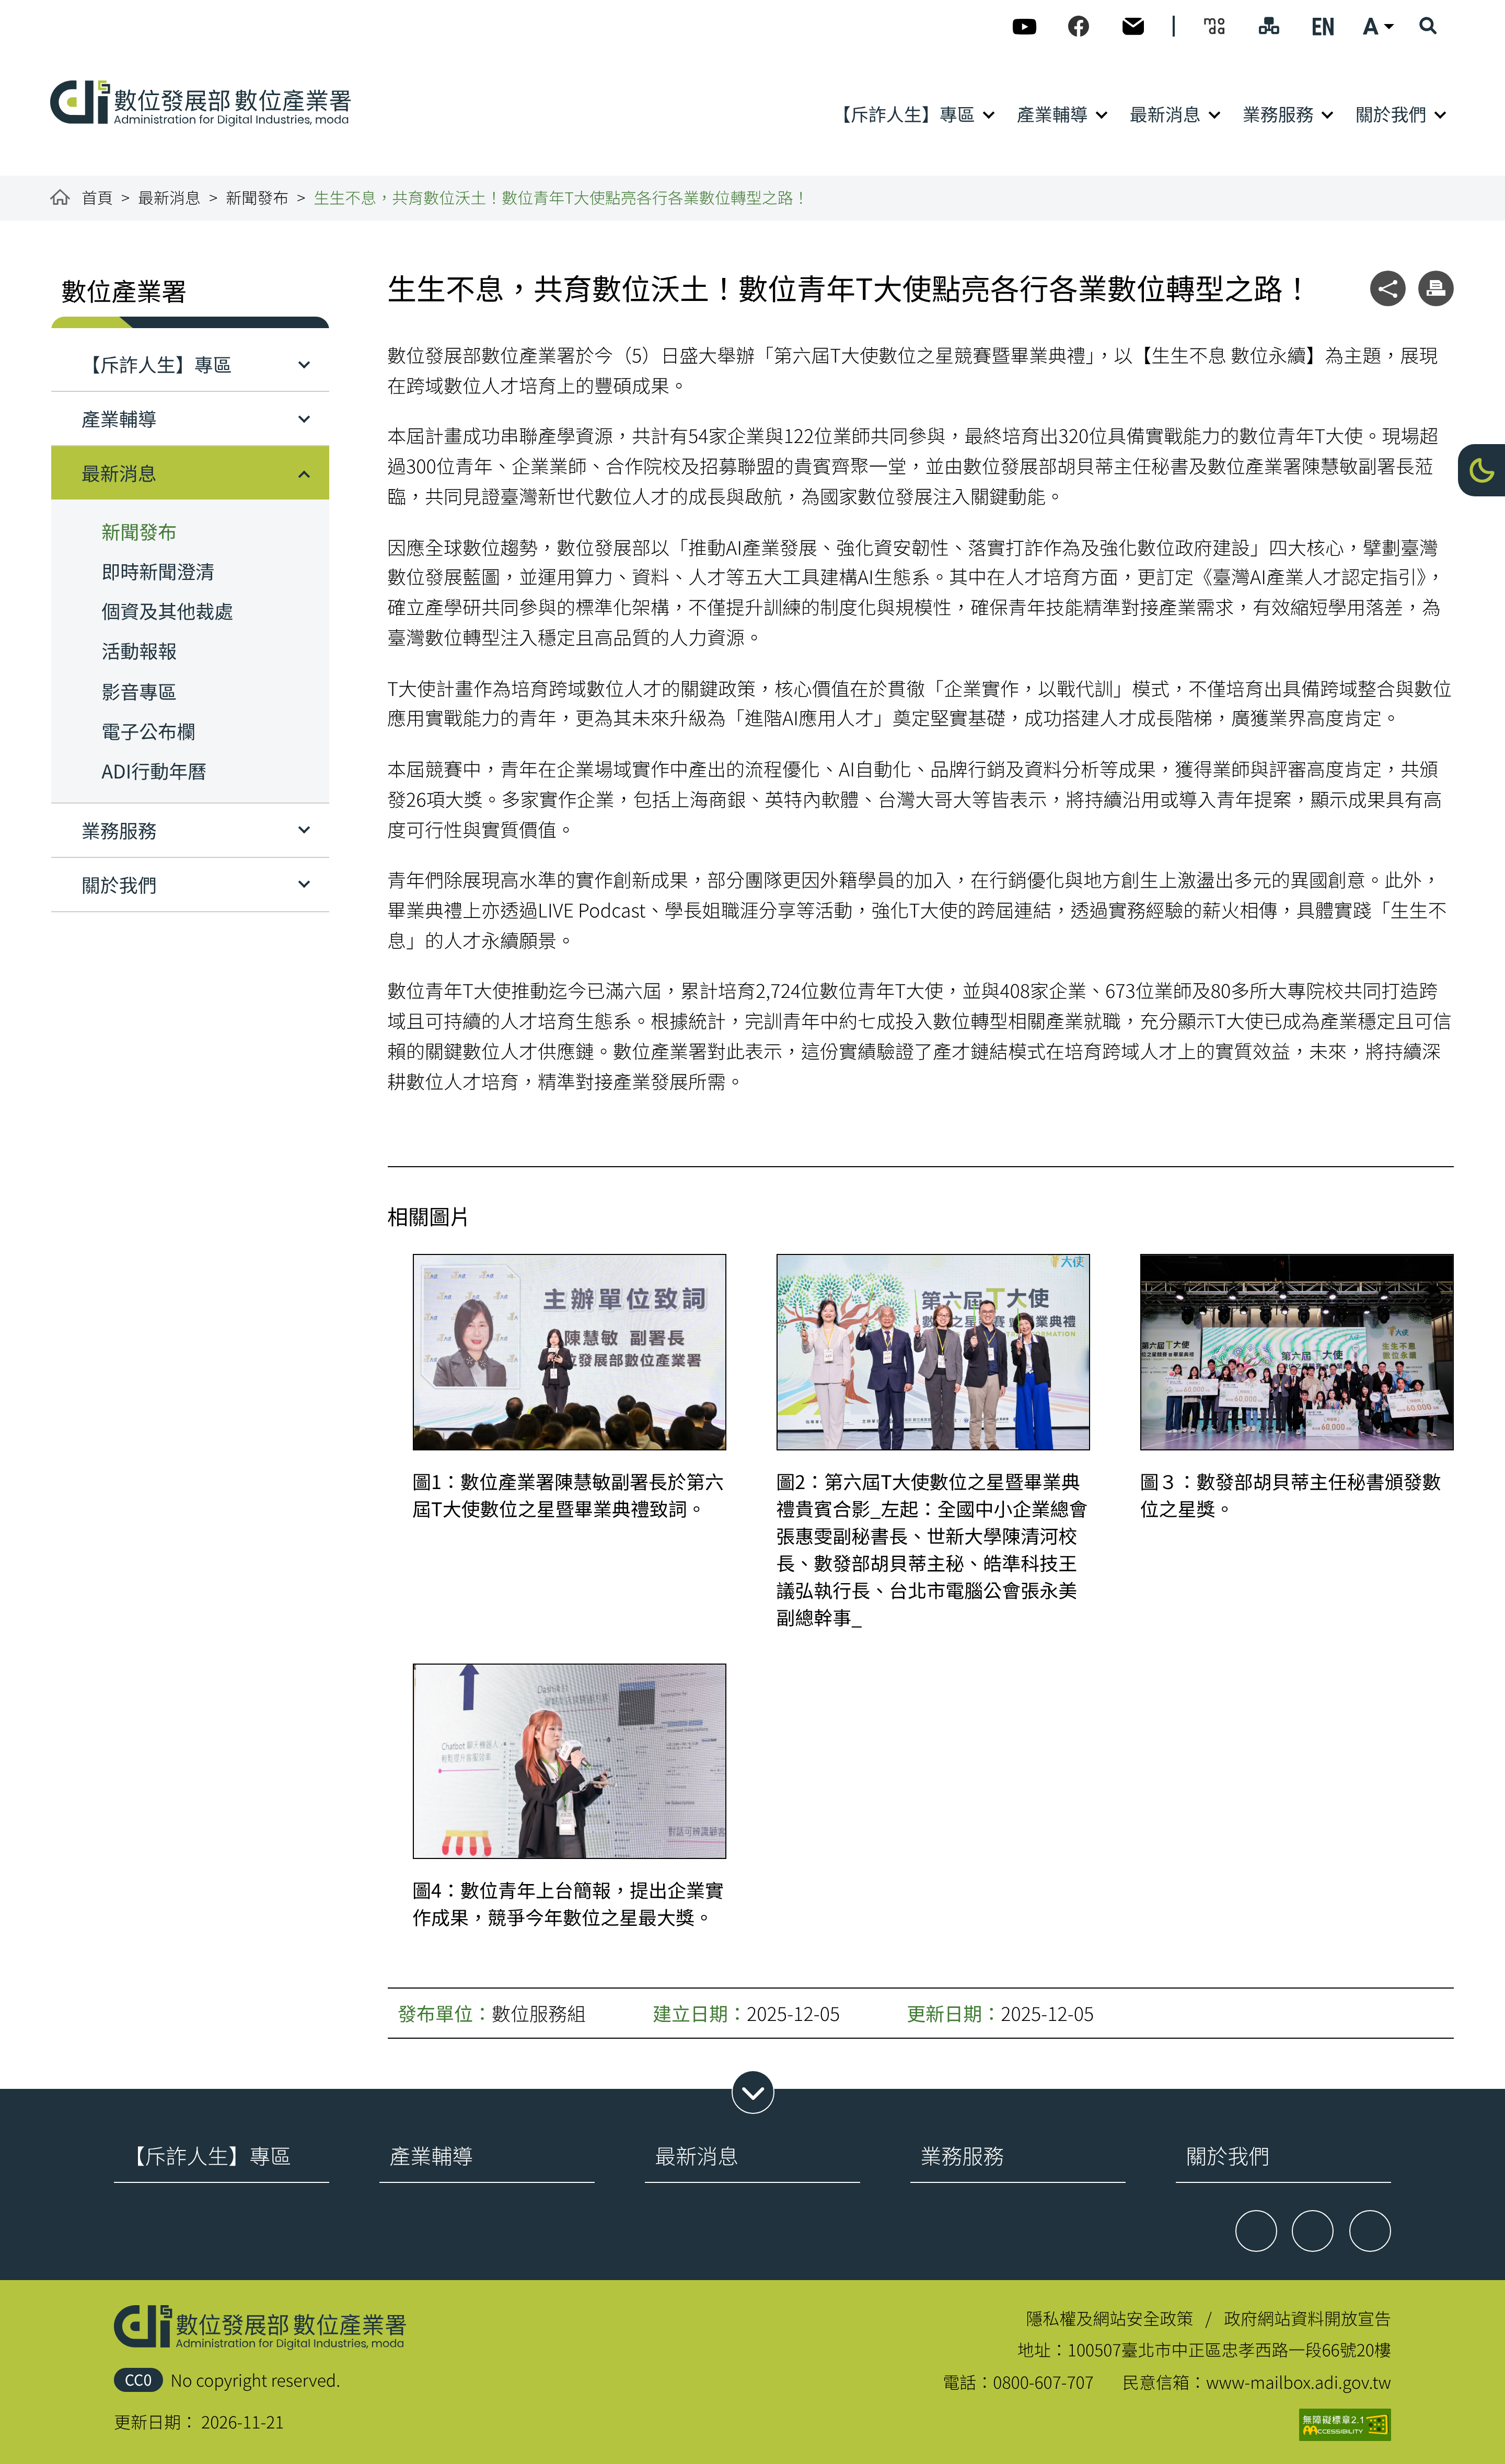 moda
EN
A
adi 數位發展部 數位產業署
Administration for Digital Industries, moda
【斥詐人生】專區
產業輔導
最新消息
業務服務
關於我們
首頁 > 最新消息 > 新聞發布 > 生生不息，共育數位沃土！數位青年T大使點亮各行各業數位轉型之路！
數位產業署
【斥詐人生】專區
產業輔導
最新消息
新聞發布
即時新聞澄清
個資及其他裁處
活動報報
影音專區
電子公布欄
ADI行動年曆
業務服務
關於我們
生生不息，共育數位沃土！數位青年T大使點亮各行各業數位轉型之路！
數位發展部數位產業署於今（5）日盛大舉辦「第六屆T大使數位之星競賽暨畢業典禮」，以【生生不息 數位永續】為主題，展現
在跨域數位人才培育上的豐碩成果。
本屆計畫成功串聯產學資源，共計有54家企業與122位業師共同參與，最終培育出320位具備實戰能力的數位青年T大使。現場超
過300位青年、企業業師、合作院校及招募聯盟的貴賓齊聚一堂，並由數位發展部胡貝蒂主任秘書及數位產業署陳慧敏副署長蒞
臨，共同見證臺灣新世代數位人才的成長與啟航，為國家數位發展注入關鍵動能。
因應全球數位趨勢，數位發展部以「推動AI產業發展、強化資安韌性、落實打詐作為及強化數位政府建設」四大核心，擘劃臺灣
數位發展藍圖，並運用算力、資料、人才等五大工具建構AI生態系。其中在人才培育方面，更訂定《臺灣AI產業人才認定指引》，
確立產學研共同參與的標準化架構，不僅提升訓練的制度化與規模性，確保青年技能精準對接產業需求，有效縮短學用落差，為
臺灣數位轉型注入穩定且高品質的人力資源。
T大使計畫作為培育跨域數位人才的關鍵政策，核心價值在於貫徹「企業實作，以戰代訓」模式，不僅培育出具備跨域整合與數位
應用實戰能力的青年，更為其未來升級為「進階AI應用人才」奠定堅實基礎，成功搭建人才成長階梯，廣獲業界高度肯定。
本屆競賽中，青年在企業場域實作中產出的流程優化、AI自動化、品牌行銷及資料分析等成果，獲得業師與評審高度肯定，共頒
發26項大獎。多家實作企業，包括上海商銀、英特內軟體、台灣大哥大等皆表示，將持續沿用或導入青年提案，顯示成果具有高
度可行性與實質價值。
青年們除展現高水準的實作創新成果，部分團隊更因外籍學員的加入，在行銷優化與地方創生上激盪出多元的異國創意。此外，
畢業典禮上亦透過LIVE Podcast、學長姐職涯分享等活動，強化T大使的跨屆連結，透過實務經驗的薪火相傳，具體實踐「生生不
息」的人才永續願景。
數位青年T大使推動迄今已滿六屆，累計培育2,724位數位青年T大使，並與408家企業、673位業師及80多所大專院校共同打造跨
域且可持續的人才培育生態系。根據統計，完訓青年中約七成投入數位轉型相關產業就職，充分顯示T大使已成為產業穩定且可信
賴的關鍵數位人才供應鏈。數位產業署對此表示，這份實績驗證了產才鏈結模式在培育跨域人才上的實質效益，未來，將持續深
耕數位人才培育，精準對接產業發展所需。
相關圖片
主辦單位致詞
陳慧敏 副署長
位發展部數位產業署
大使
第六屆T大使
第六屆T大使
生生不息
數位永續
60,000
60,000
60,000
60,000
圖1：數位產業署陳慧敏副署長於第六
屆T大使數位之星暨畢業典禮致詞。
圖2：第六屆T大使數位之星暨畢業典
禮貴賓合影_左起：全國中小企業總會
張惠雯副秘書長、世新大學陳清河校
長、數發部胡貝蒂主秘、皓準科技王
議弘執行長、台北市電腦公會張永美
副總幹事_
圖３：數發部胡貝蒂主任秘書頒發數
位之星獎。
Chatbot 聊天機器人
對話可辨識顧客
圖4：數位青年上台簡報，提出企業實
作成果，競爭今年數位之星最大獎。
發布單位：數位服務組
建立日期：2025-12-05
更新日期：2025-12-05
【斥詐人生】專區
產業輔導
最新消息
業務服務
關於我們
adi 數位發展部 數位產業署
Administration for Digital Industries, moda
CC0 No copyright reserved.
更新日期： 2026-11-21
隱私權及網站安全政策 / 政府網站資料開放宣告
地址：100507臺北市中正區忠孝西路一段66號20樓
電話：0800-607-707 民意信箱：www-mailbox.adi.gov.tw
無障礙標章2.1
ACCESSIBILITY